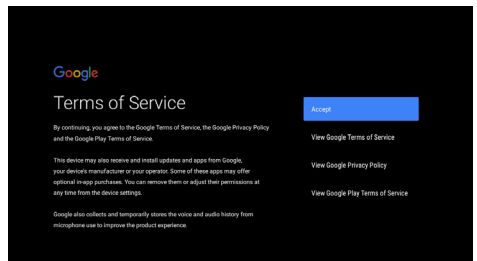 Google
Terms of Service
By continuing, you agree to the Google Terms of Service, the Google Privacy Policy
and the Google Play Terms of Service.
This device may also receive and install updates and apps from Google,
your device's manufacturer or your operator. Some of these apps may offer
optional in-app purchases. You can remove them or adjust their permissions at
any time from the device settings.
Google also collects and temporarily stores the voice and audio history from
microphone use to improve the product experience.
Accept
View Google Terms of Service
View Google Privacy Policy
View Google Play Terms of Service